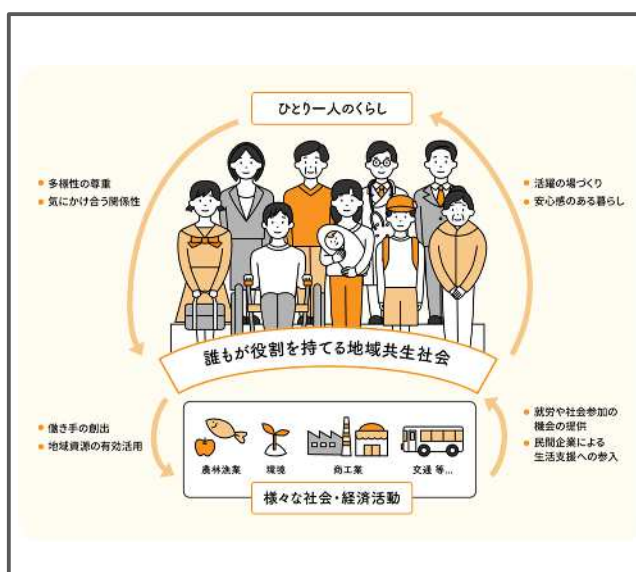 ひとり一人のくらし
多様性の尊重
気にかけ合う関係性
活躍の場づくり
安心感のある暮らし
誰もが役割を持てる地域共生社会
働き手の創出
地域資源の有効活用
就労や社会参加の
機会の提供
民間企業による
生活支援への参入
農林漁業
環境
商工業
交通 等...
様々な社会・経済活動